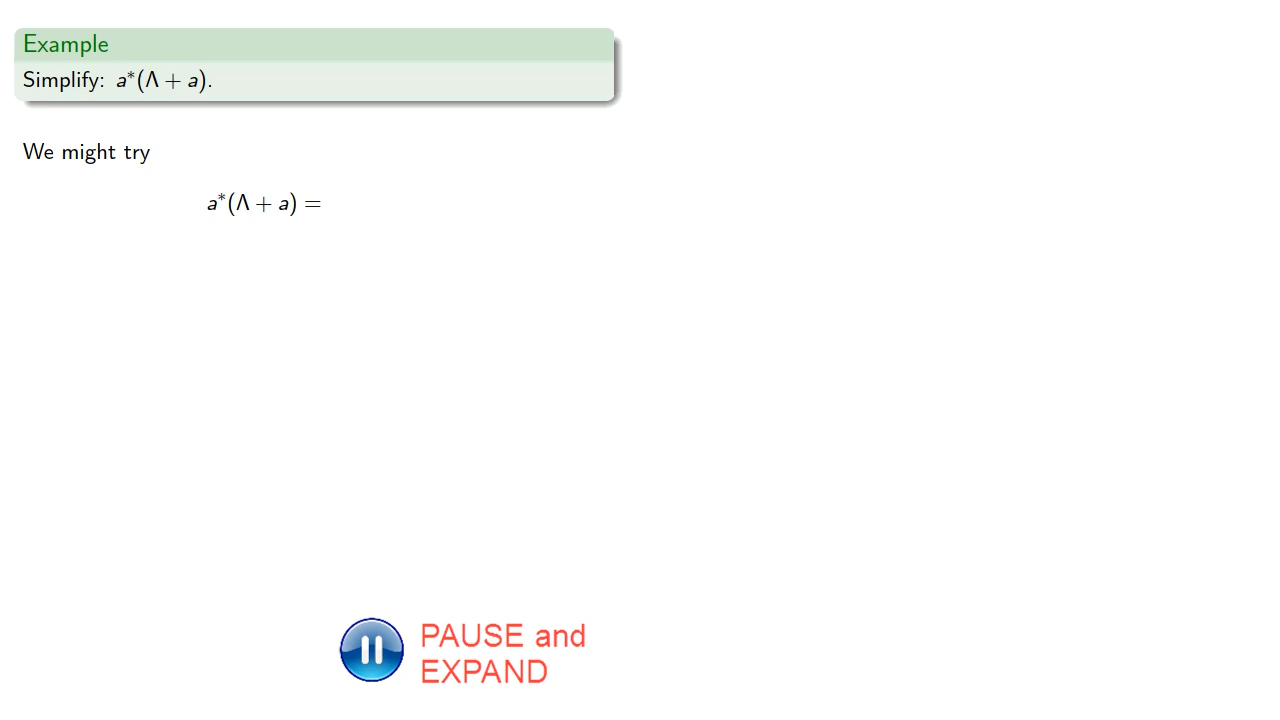 Example
Simplify: a*(Λ + a).
We might try
a*(Λ + a) =
PAUSE and
EXPAND